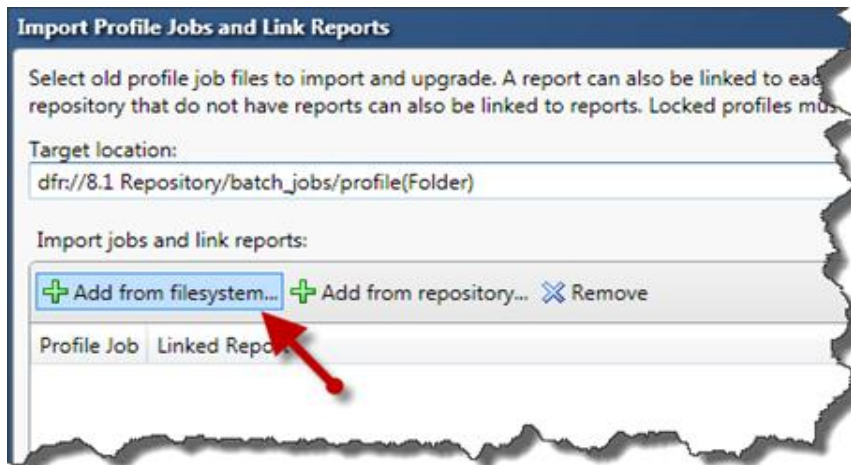 Import Profile Jobs and Link Reports
Select old profile job files to import and upgrade. A report can also be linked to
repository that do not have reports can also be linked to reports. Locked profiles
Target location:
dfr://8.1 Repository/batch_jobs/profile(Folder)
Import jobs and link reports:
Add from filesystem... Add from repository... Remove
Profile Job Linked Report